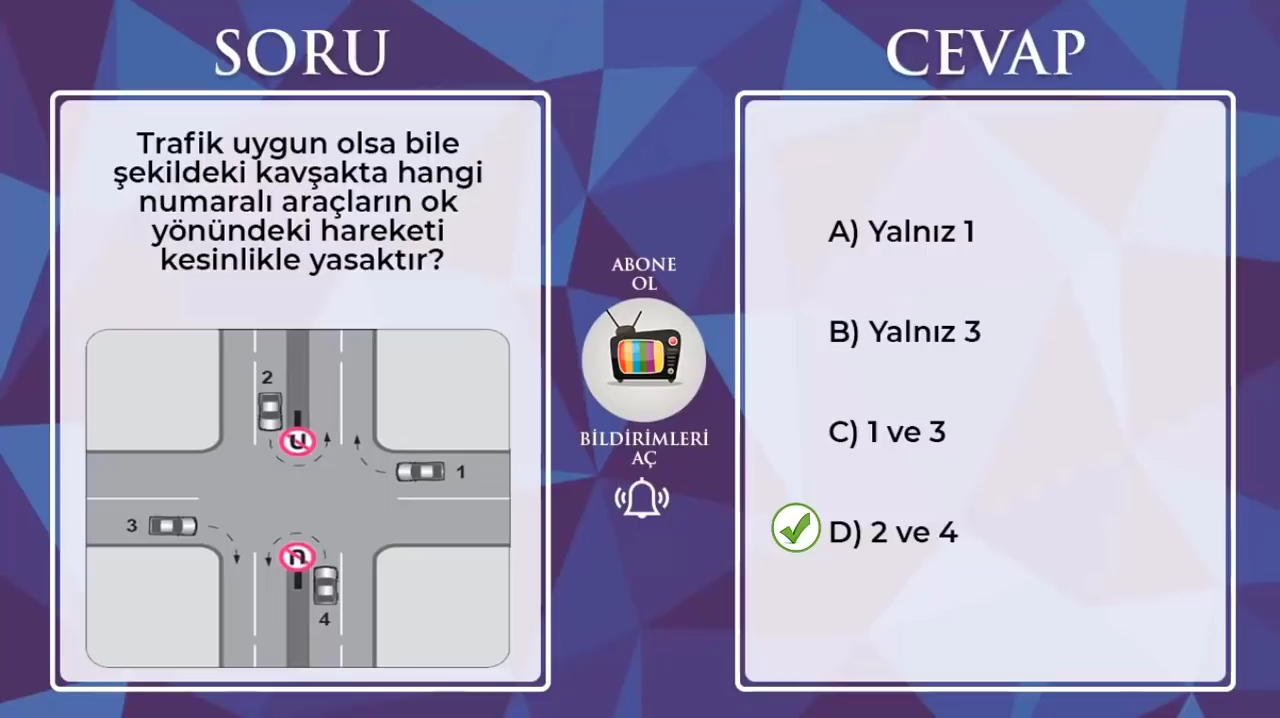 SORU
Trafik uygun olsa bile
şekildeki kavşakta hangi
numaralı araçların ok
yönündeki hareketi
kesinlikle yasaktır?
2
U
1
3
U
4
ABONE
OL
BİLDİRİMLERİ
AÇ
CEVAP
A) Yalnız 1
B) Yalnız 3
C) 1 ve 3
D) 2 ve 4